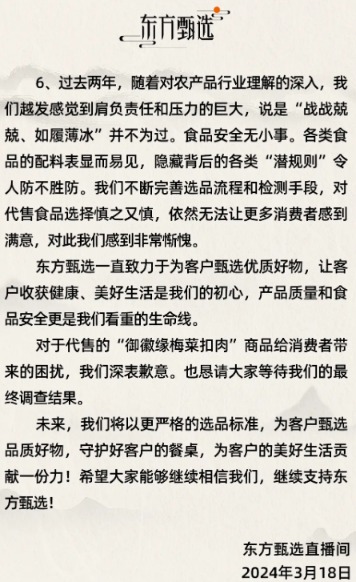 东方甄选
6、过去两年，随着对农产品行业理解的深入，我
们越发感觉到肩负责任和压力的巨大，说是“战战兢
兢、如履薄冰”并不为过。食品安全无小事。各类食
品的配料表显而易见，隐藏背后的各类“潜规则”令
人防不胜防。我们不断完善选品流程和检测手段，对
代售食品选择慎之又慎，依然无法让更多消费者感到
满意，对此我们感到非常惭愧。
东方甄选一直致力于为客户甄选优质好物，让客
户收获健康、美好生活是我们的初心，产品质量和食
品安全更是我们看重的生命线。
对于代售的“御徽缘梅菜扣肉”商品给消费者带
来的困扰，我们深表歉意。也恳请大家等待我们的最
终调查结果。
未来，我们将以更严格的选品标准，为客户甄选
品质好物，守护好客户的餐桌，为客户的美好生活贡
献一份力！希望大家能够继续相信我们，继续支持东
方甄选！
东方甄选直播间
2024年3月18日